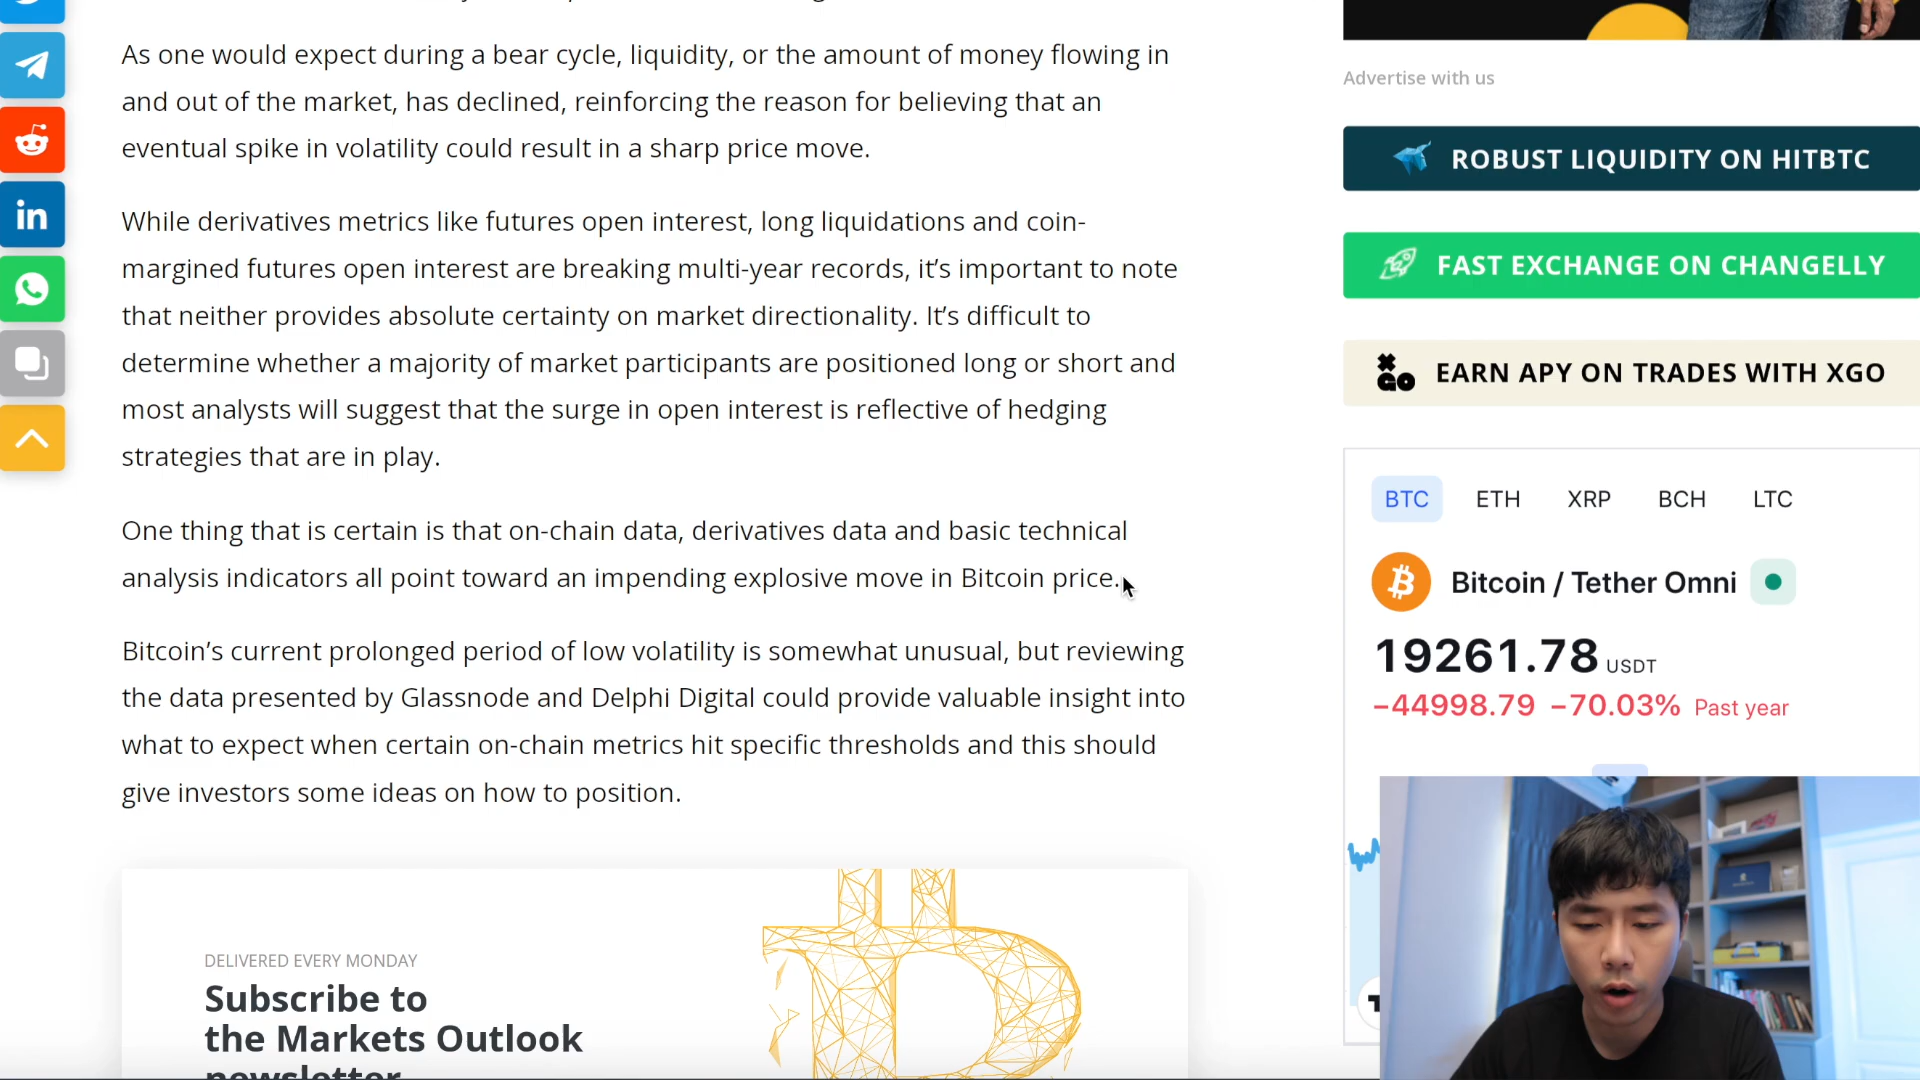 As one would expect during a bear cycle, liquidity, or the amount of money flowing in
and out of the market, has declined, reinforcing the reason for believing that an
eventual spike in volatility could result in a sharp price move.
While derivatives metrics like futures open interest, long liquidations and coin-
margined futures open interest are breaking multi-year records, it’s important to note
that neither provides absolute certainty on market directionality. It’s difficult to
determine whether a majority of market participants are positioned long or short and
most analysts will suggest that the surge in open interest is reflective of hedging
strategies that are in play.
One thing that is certain is that on-chain data, derivatives data and basic technical
analysis indicators all point toward an impending explosive move in Bitcoin price.
Bitcoin’s current prolonged period of low volatility is somewhat unusual, but reviewing
the data presented by Glassnode and Delphi Digital could provide valuable insight into
what to expect when certain on-chain metrics hit specific thresholds and this should
give investors some ideas on how to position.
DELIVERED EVERY MONDAY
Subscribe to
the Markets Outlook
newsletter
in
Advertise with us
ROBUST LIQUIDITY ON HITBTC
FAST EXCHANGE ON CHANGELLY
XGO
EARN APY ON TRADES WITH XGO
BTC ETH XRP BCH LTC
Bitcoin / Tether Omni
19261.78 USDT
−44998.79 −70.03% Past year